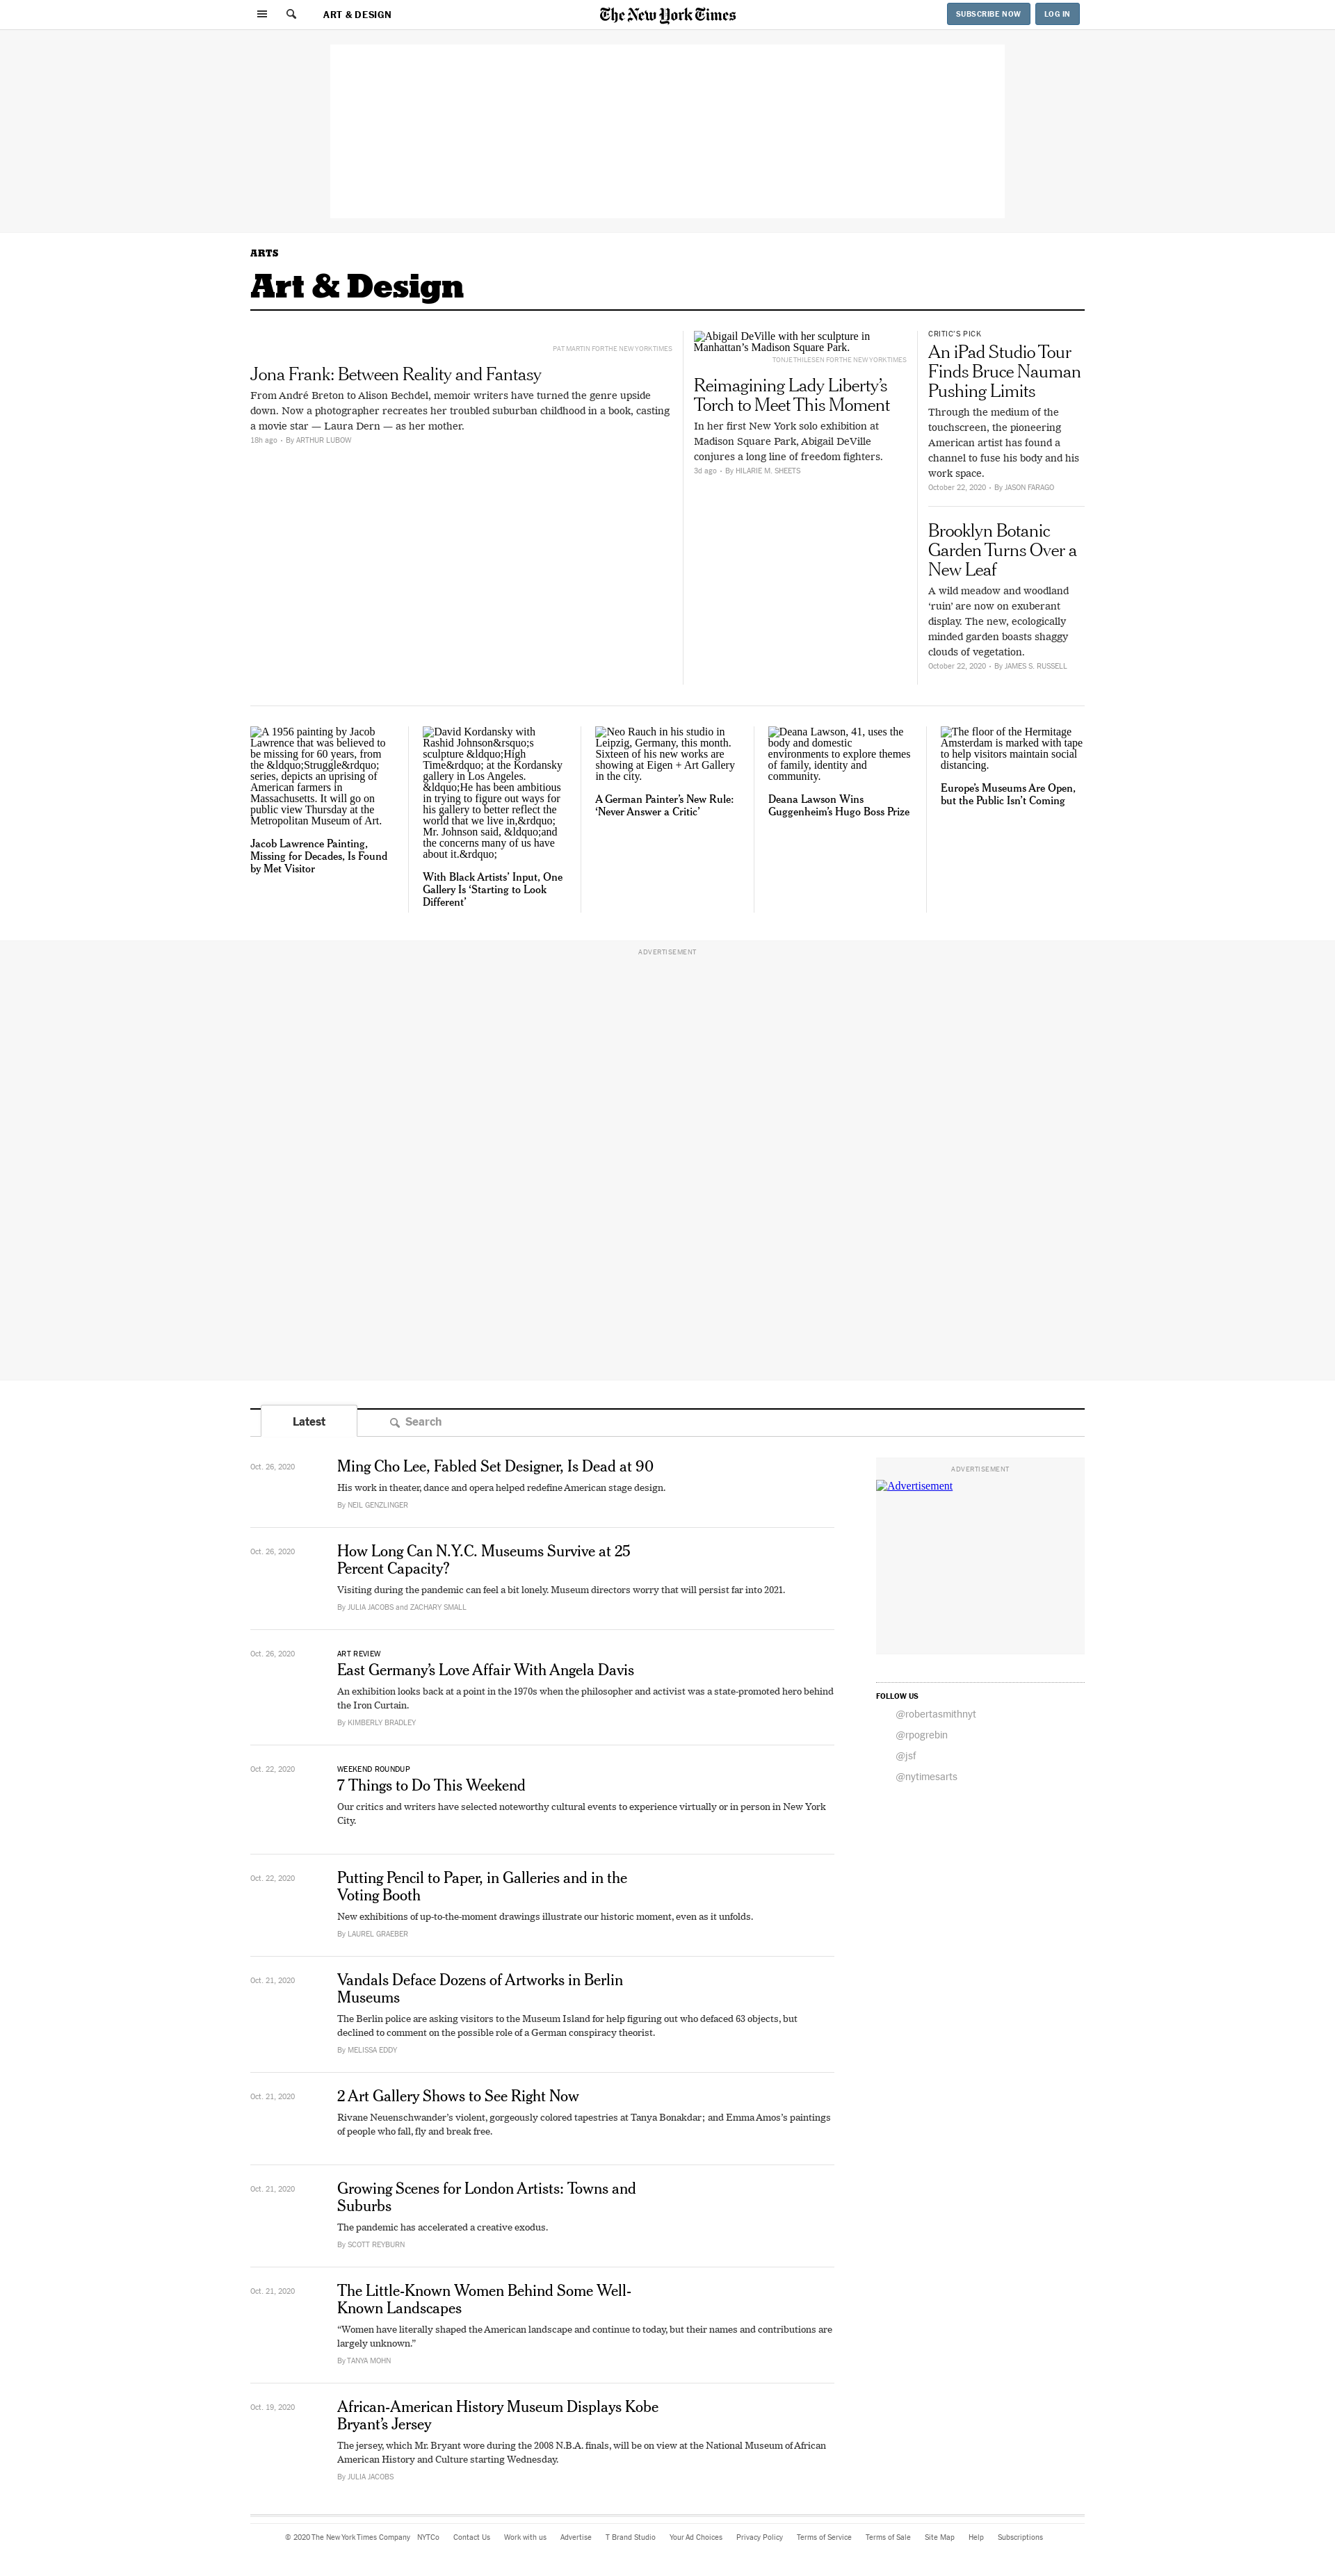 ART & DESIGN
The New York Times
SUBSCRIBE NOW
LOG IN
ARTS
Art & Design
PAT MARTIN FOR THE NEW YORK TIMES
Jona Frank: Between Reality and Fantasy
From André Breton to Alison Bechdel, memoir writers have turned the genre upside
down. Now a photographer recreates her troubled suburban childhood in a book, casting
a movie star — Laura Dern — as her mother.
18h ago • By ARTHUR LUBOW
Abigail DeVille with her sculpture in
Manhattan’s Madison Square Park.
TONJE THILESEN FOR THE NEW YORK TIMES
Reimagining Lady Liberty’s
Torch to Meet This Moment
In her first New York solo exhibition at
Madison Square Park, Abigail DeVille
conjures a long line of freedom fighters.
3d ago • By HILARIE M. SHEETS
CRITIC’S PICK
An iPad Studio Tour
Finds Bruce Nauman
Pushing Limits
Through the medium of the
touchscreen, the pioneering
American artist has found a
channel to fuse his body and his
work space.
October 22, 2020 • By JASON FARAGO
Brooklyn Botanic
Garden Turns Over a
New Leaf
A wild meadow and woodland
‘ruin’ are now on exuberant
display. The new, ecologically
minded garden boasts shaggy
clouds of vegetation.
October 22, 2020 • By JAMES S. RUSSELL
A 1956 painting by Jacob
Lawrence that was believed to
be missing for 60 years, from
the &ldquo;Struggle&rdquo;
series, depicts an uprising of
American farmers in
Massachusetts. It will go on
public view Thursday at the
Metropolitan Museum of Art.
Jacob Lawrence Painting,
Missing for Decades, Is Found
by Met Visitor
David Kordansky with
Rashid Johnson&rsquo;s
sculpture &ldquo;High
Time&rdquo; at the Kordansky
gallery in Los Angeles.
&ldquo;He has been ambitious
in trying to figure out ways for
his gallery to better reflect the
world that we live in,&rdquo;
Mr. Johnson said, &ldquo;and
the concerns many of us have
about it.&rdquo;
With Black Artists’ Input, One
Gallery Is ‘Starting to Look
Different’
Neo Rauch in his studio in
Leipzig, Germany, this month.
Sixteen of his new works are
showing at Eigen + Art Gallery
in the city.
A German Painter’s New Rule:
‘Never Answer a Critic’
Deana Lawson, 41, uses the
body and domestic
environments to explore themes
of family, identity and
community.
Deana Lawson Wins
Guggenheim’s Hugo Boss Prize
The floor of the Hermitage
Amsterdam is marked with tape
to help visitors maintain social
distancing.
Europe’s Museums Are Open,
but the Public Isn’t Coming
ADVERTISEMENT
Latest
Search
Oct. 26, 2020
Ming Cho Lee, Fabled Set Designer, Is Dead at 90
His work in theater, dance and opera helped redefine American stage design.
By NEIL GENZLINGER
Oct. 26, 2020
How Long Can N.Y.C. Museums Survive at 25
Percent Capacity?
Visiting during the pandemic can feel a bit lonely. Museum directors worry that will persist far into 2021.
By JULIA JACOBS and ZACHARY SMALL
Oct. 26, 2020
ART REVIEW
East Germany’s Love Affair With Angela Davis
An exhibition looks back at a point in the 1970s when the philosopher and activist was a state-promoted hero behind
the Iron Curtain.
By KIMBERLY BRADLEY
Oct. 22, 2020
WEEKEND ROUNDUP
7 Things to Do This Weekend
Our critics and writers have selected noteworthy cultural events to experience virtually or in person in New York
City.
Oct. 22, 2020
Putting Pencil to Paper, in Galleries and in the
Voting Booth
New exhibitions of up-to-the-moment drawings illustrate our historic moment, even as it unfolds.
By LAUREL GRAEBER
Oct. 21, 2020
Vandals Deface Dozens of Artworks in Berlin
Museums
The Berlin police are asking visitors to the Museum Island for help figuring out who defaced 63 objects, but
declined to comment on the possible role of a German conspiracy theorist.
By MELISSA EDDY
Oct. 21, 2020
2 Art Gallery Shows to See Right Now
Rivane Neuenschwander’s violent, gorgeously colored tapestries at Tanya Bonakdar; and Emma Amos’s paintings
of people who fall, fly and break free.
Oct. 21, 2020
Growing Scenes for London Artists: Towns and
Suburbs
The pandemic has accelerated a creative exodus.
By SCOTT REYBURN
Oct. 21, 2020
The Little-Known Women Behind Some Well-
Known Landscapes
“Women have literally shaped the American landscape and continue to today, but their names and contributions are
largely unknown.”
By TANYA MOHN
Oct. 19, 2020
African-American History Museum Displays Kobe
Bryant’s Jersey
The jersey, which Mr. Bryant wore during the 2008 N.B.A. finals, will be on view at the National Museum of African
American History and Culture starting Wednesday.
By JULIA JACOBS
ADVERTISEMENT
Advertisement
FOLLOW US
@robertasmithnyt
@rpogrebin
@jsf
@nytimesarts
© 2020 The New York Times Company NYTCo Contact Us Work with us Advertise T Brand Studio Your Ad Choices Privacy Policy Terms of Service Terms of Sale Site Map Help Subscriptions